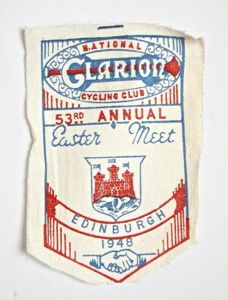 NATIONAL
CLARION
CYCLING CLUB
53RD ANNUAL
Easter Meet
EDINBURGH
1948